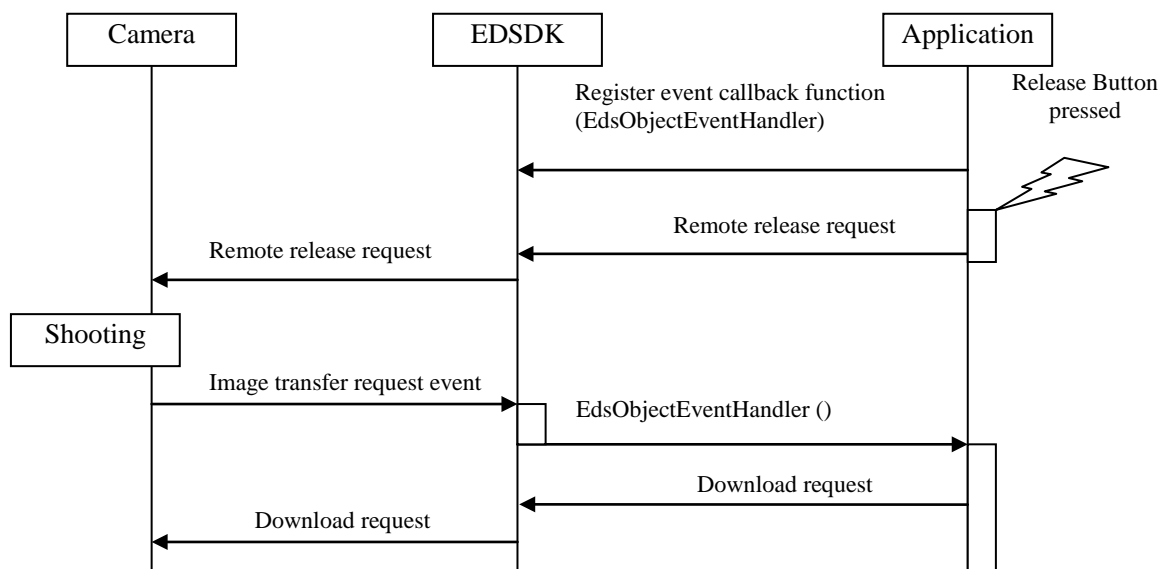 Camera
EDSDK
Application
Register event callback function
(EdsObjectEventHandler)
Release Button
pressed
Remote release request
Remote release request
Shooting
Image transfer request event
EdsObjectEventHandler ()
Download request
Download request